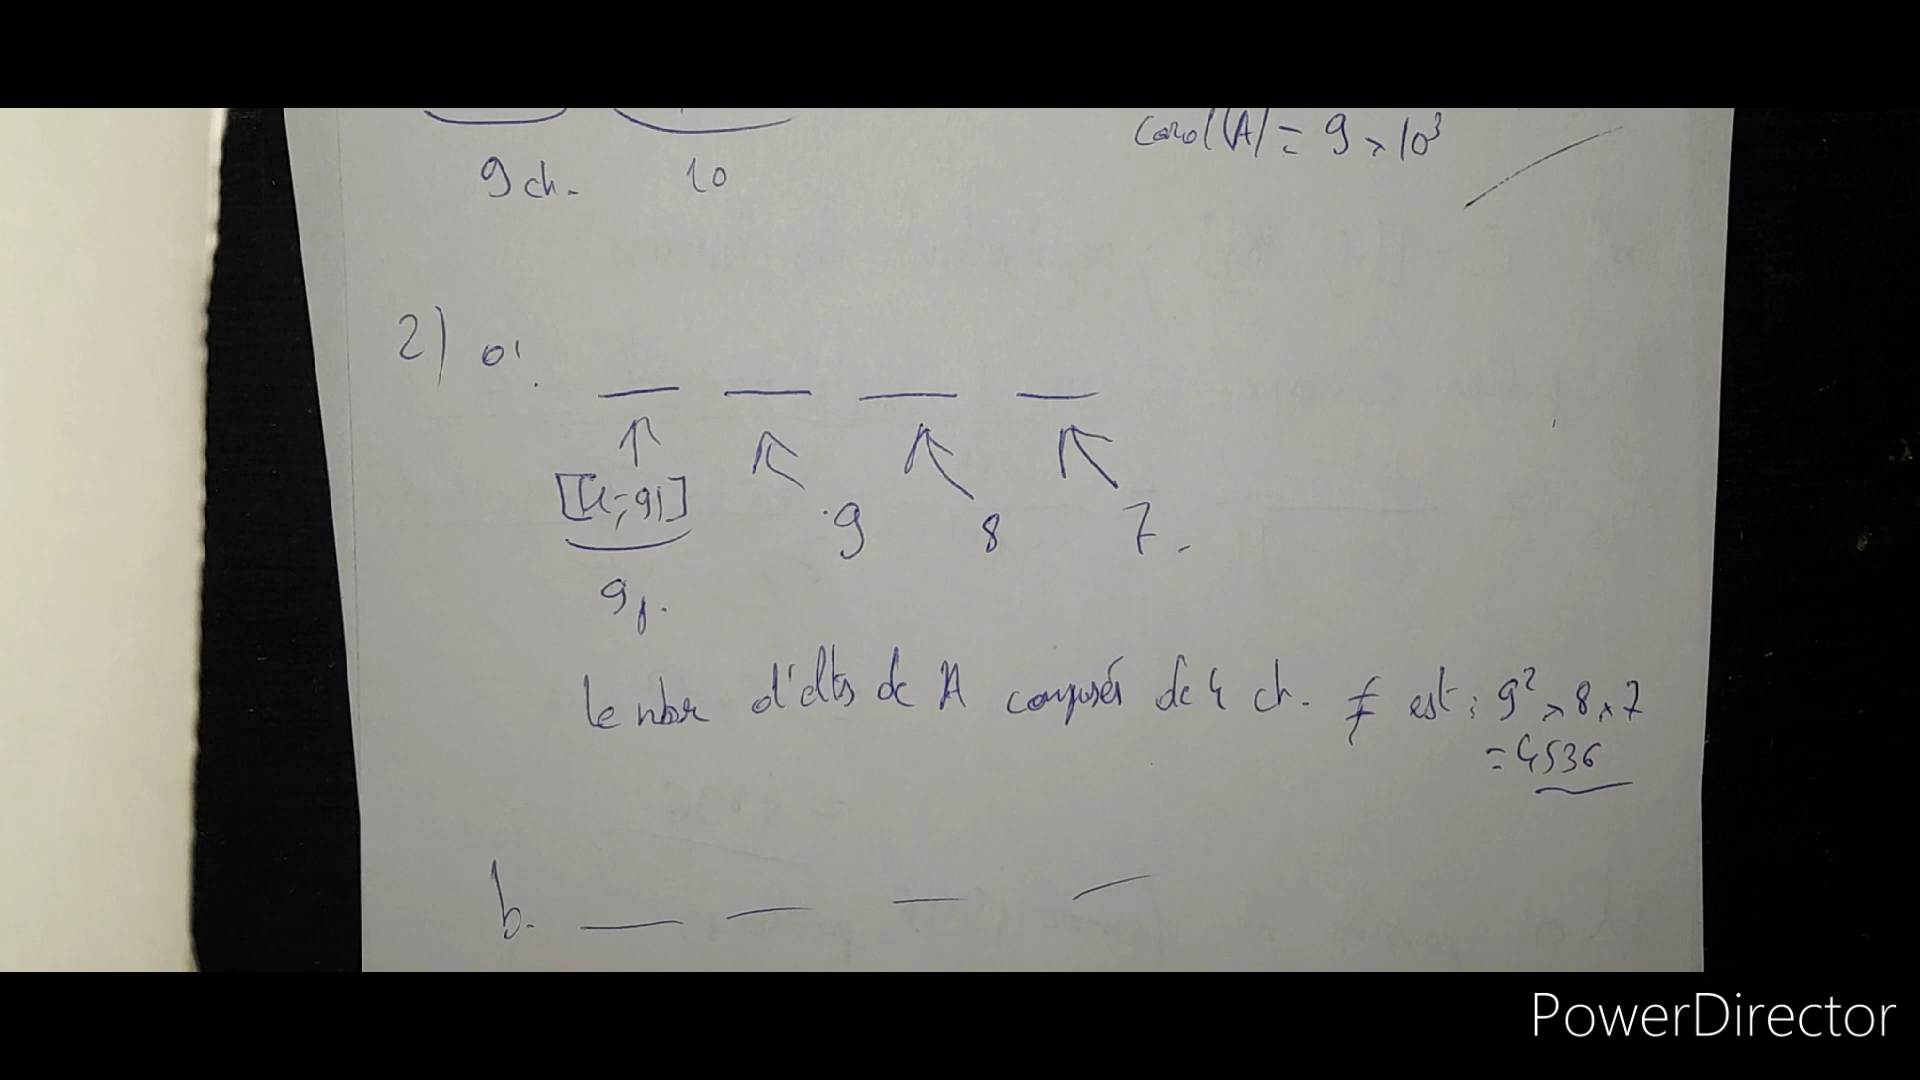 Card(A) = 9 × 10³
9 ch. 10
2) a.
[[1; 9]]
9 8 7.
9
le nbr d'elts de A composés de 4 ch. ≠ est : 9² × 8 × 7
= 4536
b.
PowerDirector